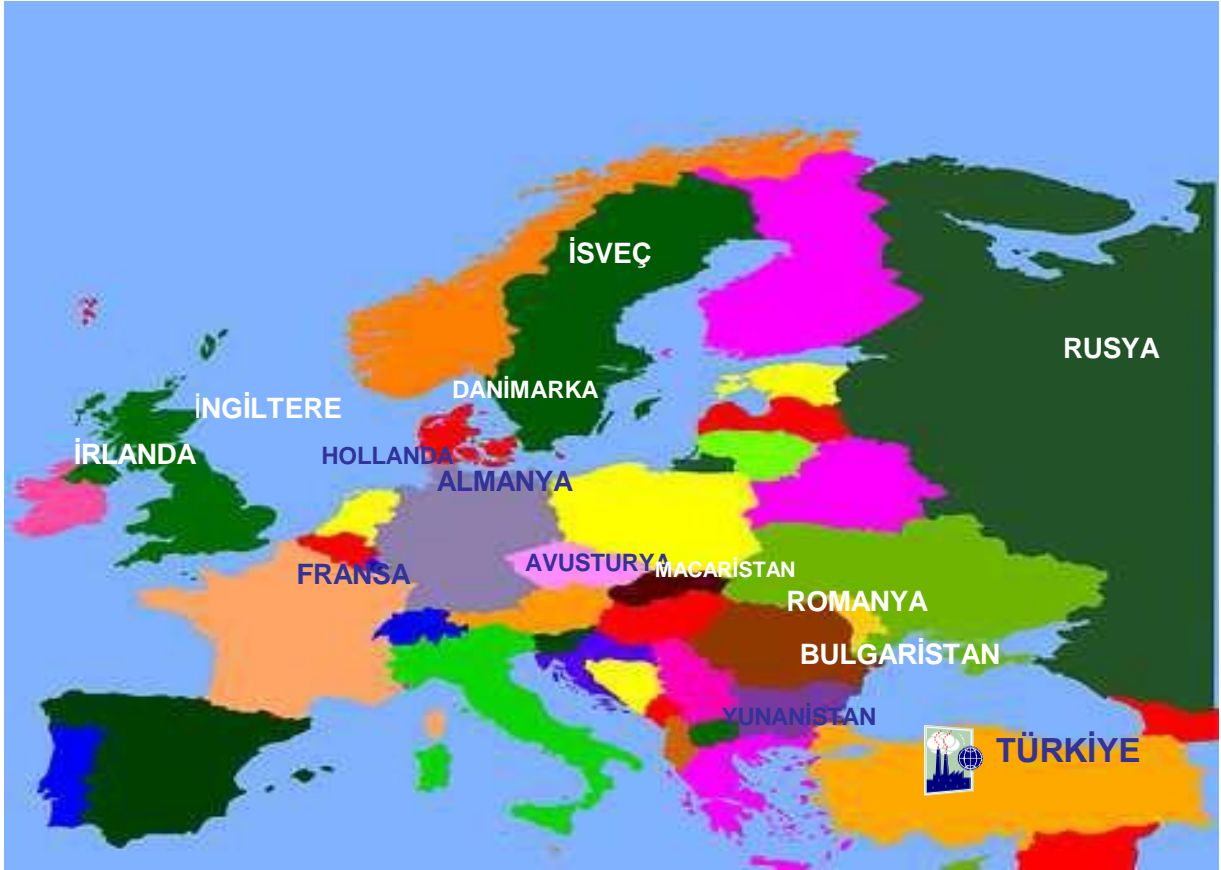 İSVEÇ
RUSYA
DANİMARKA
İNGİLTERE
İRLANDA
HOLLANDA
ALMANYA
AVUSTURYA
MACARİSTAN
FRANSA
ROMANYA
BULGARİSTAN
YUNANİSTAN
TÜRKİYE